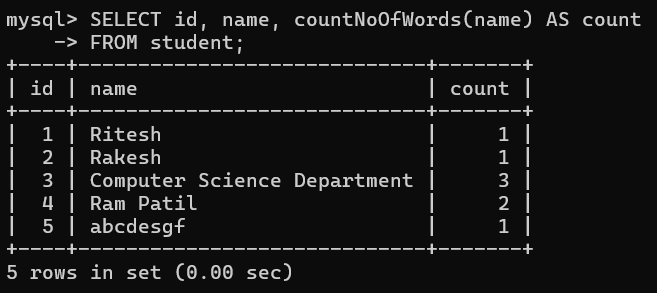 mysql> SELECT id, name, countNoOfWords(name) AS count
    -> FROM student;
+----+-----------------------------+-------+
| id | name                        | count |
+----+-----------------------------+-------+
|  1 | Ritesh                      |     1 |
|  2 | Rakesh                      |     1 |
|  3 | Computer Science Department |     3 |
|  4 | Ram Patil                   |     2 |
|  5 | abcdesgf                    |     1 |
+----+-----------------------------+-------+
5 rows in set (0.00 sec)